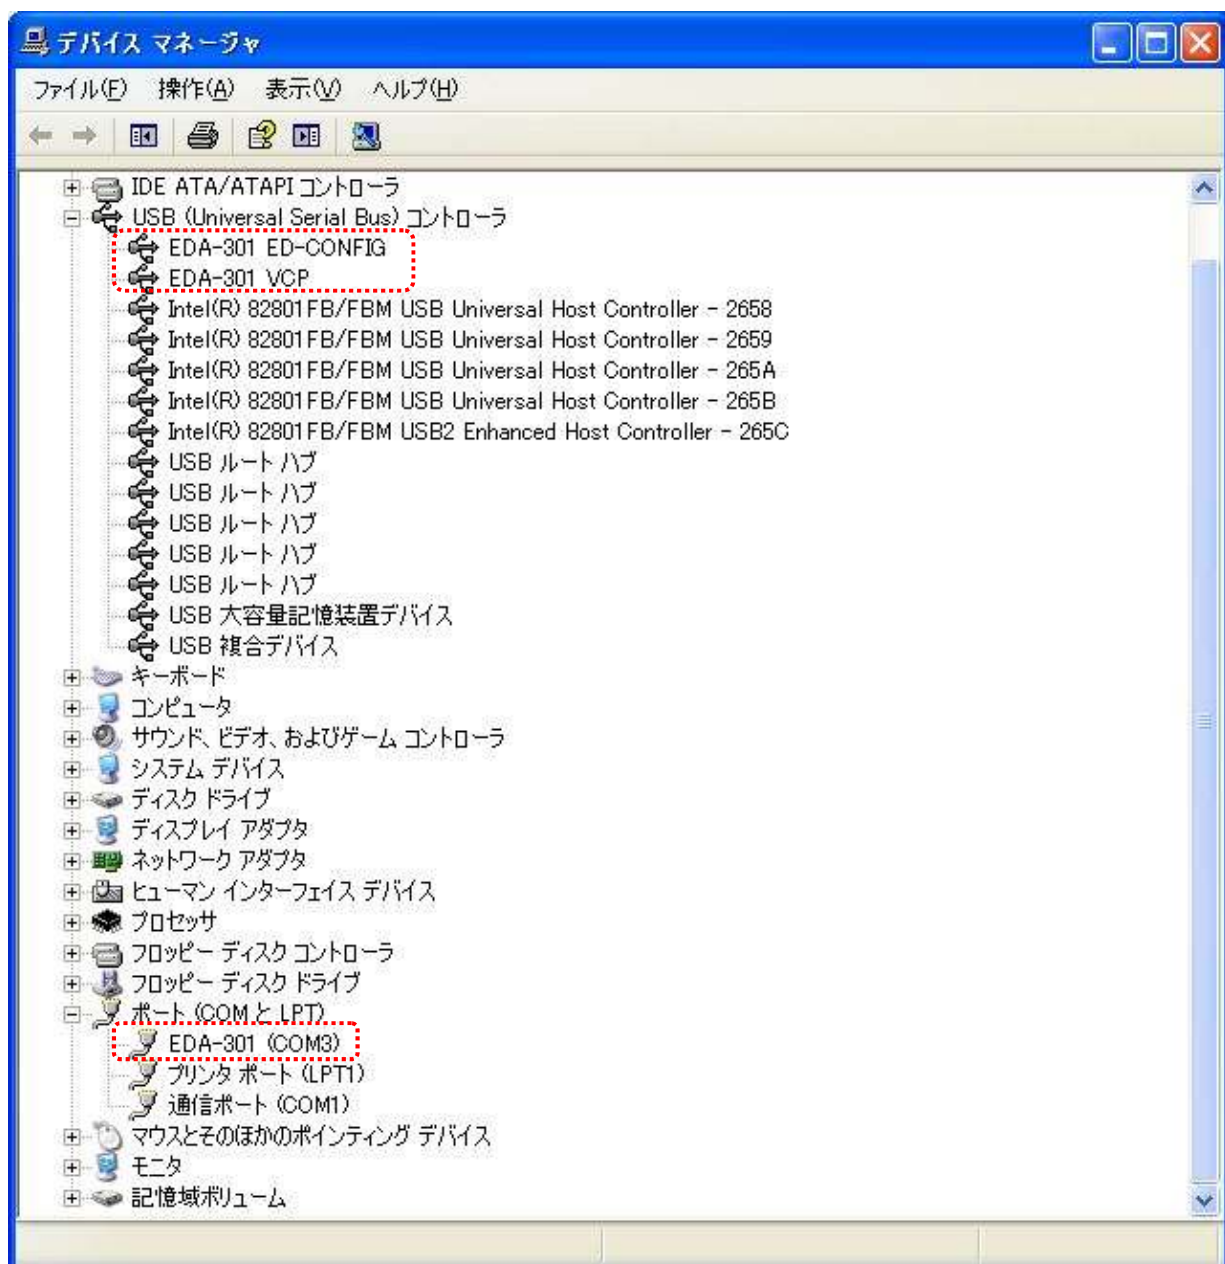 デバイス マネージャ
ファイル(F) 操作(A) 表示(V) ヘルプ(H)
IDE ATA/ATAPI コントローラ
USB (Universal Serial Bus) コントローラ
EDA-301 ED-CONFIG
EDA-301 VCP
Intel(R) 82801FB/FBM USB Universal Host Controller - 2658
Intel(R) 82801FB/FBM USB Universal Host Controller - 2659
Intel(R) 82801FB/FBM USB Universal Host Controller - 265A
Intel(R) 82801FB/FBM USB Universal Host Controller - 265B
Intel(R) 82801FB/FBM USB2 Enhanced Host Controller - 265C
USB ルート ハブ
USB ルート ハブ
USB ルート ハブ
USB ルート ハブ
USB ルート ハブ
USB 大容量記憶装置デバイス
USB 複合デバイス
キーボード
コンピュータ
サウンド、ビデオ、およびゲーム コントローラ
システム デバイス
ディスク ドライブ
ディスプレイ アダプタ
ネットワーク アダプタ
ヒューマン インターフェイス デバイス
プロセッサ
フロッピー ディスク コントローラ
フロッピー ディスク ドライブ
ポート (COM と LPT)
EDA-301 (COM3)
プリンタ ポート (LPT1)
通信ポート (COM1)
マウスとそのほかのポインティング デバイス
モニタ
記憶域ボリューム